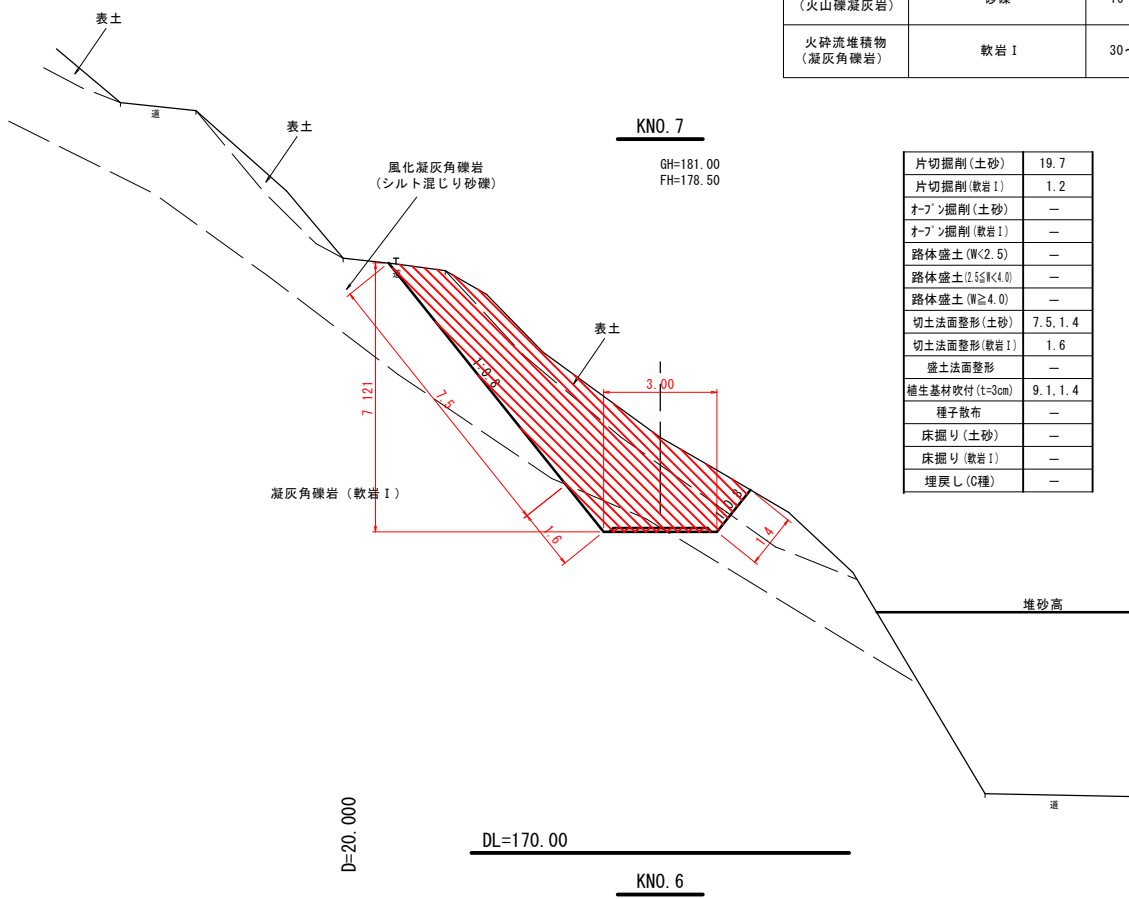 (火山礫凝灰岩)
火砕流堆積物
(凝灰角礫岩)
軟岩Ⅰ
30~
表土
道
表土
風化凝灰角礫岩
(シルト混じり砂礫)
KNO. 7
GH=181.00
FH=178.50
片切掘削(土砂) 19.7
片切掘削(軟岩Ⅰ) 1.2
オープン掘削(土砂) −
オープン掘削(軟岩Ⅰ) −
路体盛土(W<2.5) −
路体盛土(2.5≦W<4.0) −
路体盛土(W≧4.0) −
切土法面整形(土砂) 7.5,1.4
切土法面整形(軟岩Ⅰ) 1.6
盛土法面整形 −
植生基材吹付(t=3cm) 9.1,1.4
種子散布 −
床掘り(土砂) −
床掘り(軟岩Ⅰ) −
埋戻し(C種) −
道
表土
3.00
1:0.8
7.5
7.121
凝灰角礫岩(軟岩Ⅰ)
1.6
1:0.8
1.4
堆砂高
道
D=20.000
DL=170.00
KNO. 6